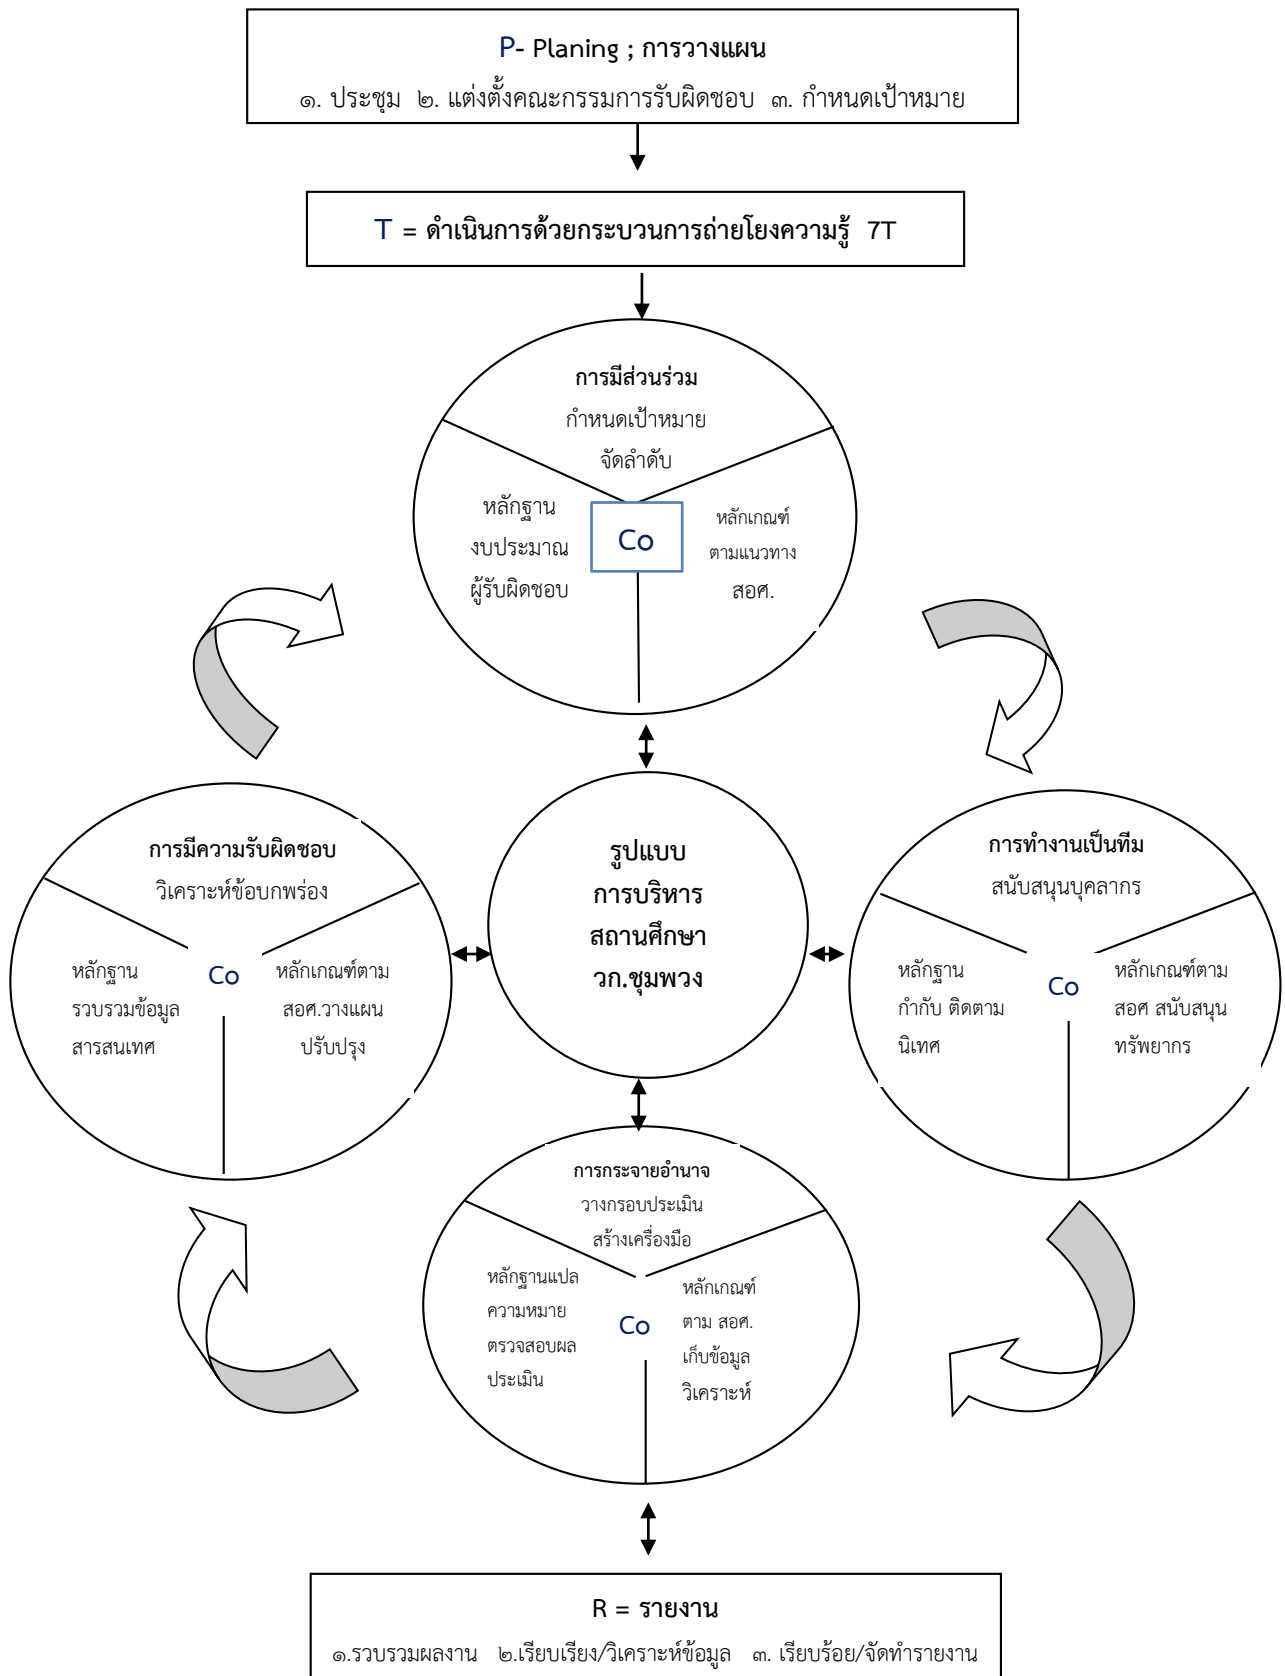 P- Planing ; การวางแผน
๑. ประชุม ๒. แต่งตั้งคณะกรรมการรับผิดชอบ ๓. กำหนดเป้าหมาย
T = ดำเนินการด้วยกระบวนการถ่ายโยงความรู้ 7T
การมีส่วนร่วม
กำหนดเป้าหมาย
จัดลำดับ
หลักฐาน
งบประมาณ
ผู้รับผิดชอบ
Co
หลักเกณฑ์
ตามแนวทาง
สอศ.
การมีความรับผิดชอบ
วิเคราะห์ข้อบกพร่อง
หลักฐาน
รวบรวมข้อมูล
สารสนเทศ
Co
หลักเกณฑ์ตาม
สอศ.วางแผน
ปรับปรุง
รูปแบบ
การบริหาร
สถานศึกษา
วก.ชุมพวง
การทำงานเป็นทีม
สนับสนุนบุคลากร
หลักฐาน
กำกับ ติดตาม
นิเทศ
Co
หลักเกณฑ์ตาม
สอศ สนับสนุน
ทรัพยากร
การกระจายอำนาจ
วางกรอบประเมิน
สร้างเครื่องมือ
หลักฐานแปล
ความหมาย
ตรวจสอบผล
ประเมิน
Co
หลักเกณฑ์
ตาม สอศ.
เก็บข้อมูล
วิเคราะห์
R = รายงาน
๑.รวบรวมผลงาน ๒.เรียบเรียง/วิเคราะห์ข้อมูล ๓. เรียบร้อย/จัดทำรายงาน